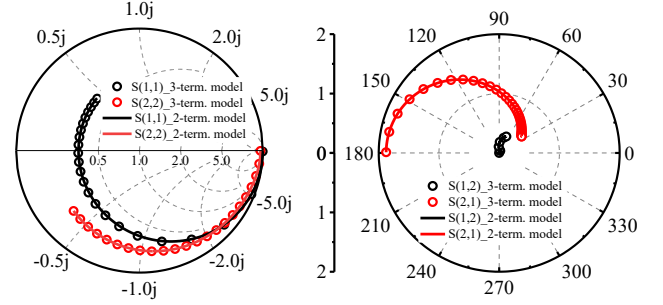 1.0j
0.5j
2.0j
S(1,1)_3-term. model
S(2,2)_3-term. model
S(1,1)_2-term. model
S(2,2)_2-term. model
5.0j
0.5
1.0
2.0
5.0
-5.0j
-0.5j
-2.0j
-1.0j
2
1
0
1
2
90
120
60
150
30
180
0
S(1,2)_3-term. model
S(2,1)_3-term. model
S(1,2)_2-term. model
S(2,1)_2-term. model
210
330
240
300
270